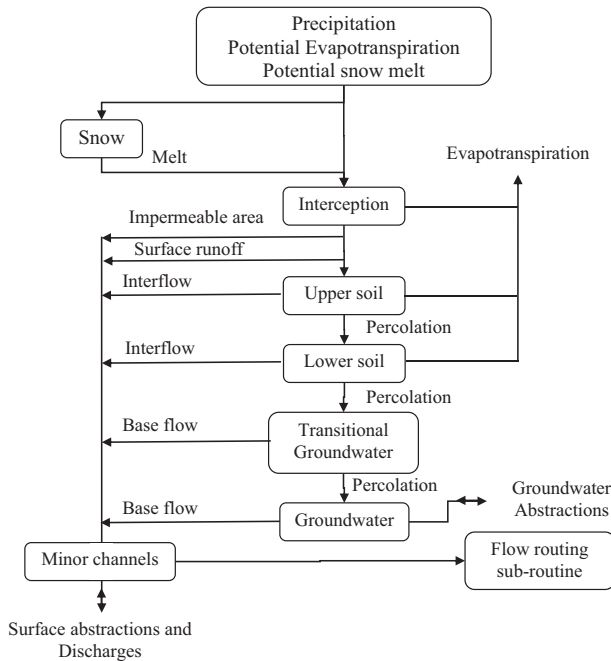 Precipitation
Potential Evapotranspiration
Potential snow melt
Snow
Melt
Evapotranspiration
Interception
Impermeable area
Surface runoff
Interflow
Upper soil
Percolation
Interflow
Lower soil
Percolation
Base flow
Transitional
Groundwater
Percolation
Base flow
Groundwater
Groundwater
Abstractions
Minor channels
Flow routing
sub-routine
Surface abstractions and
Discharges